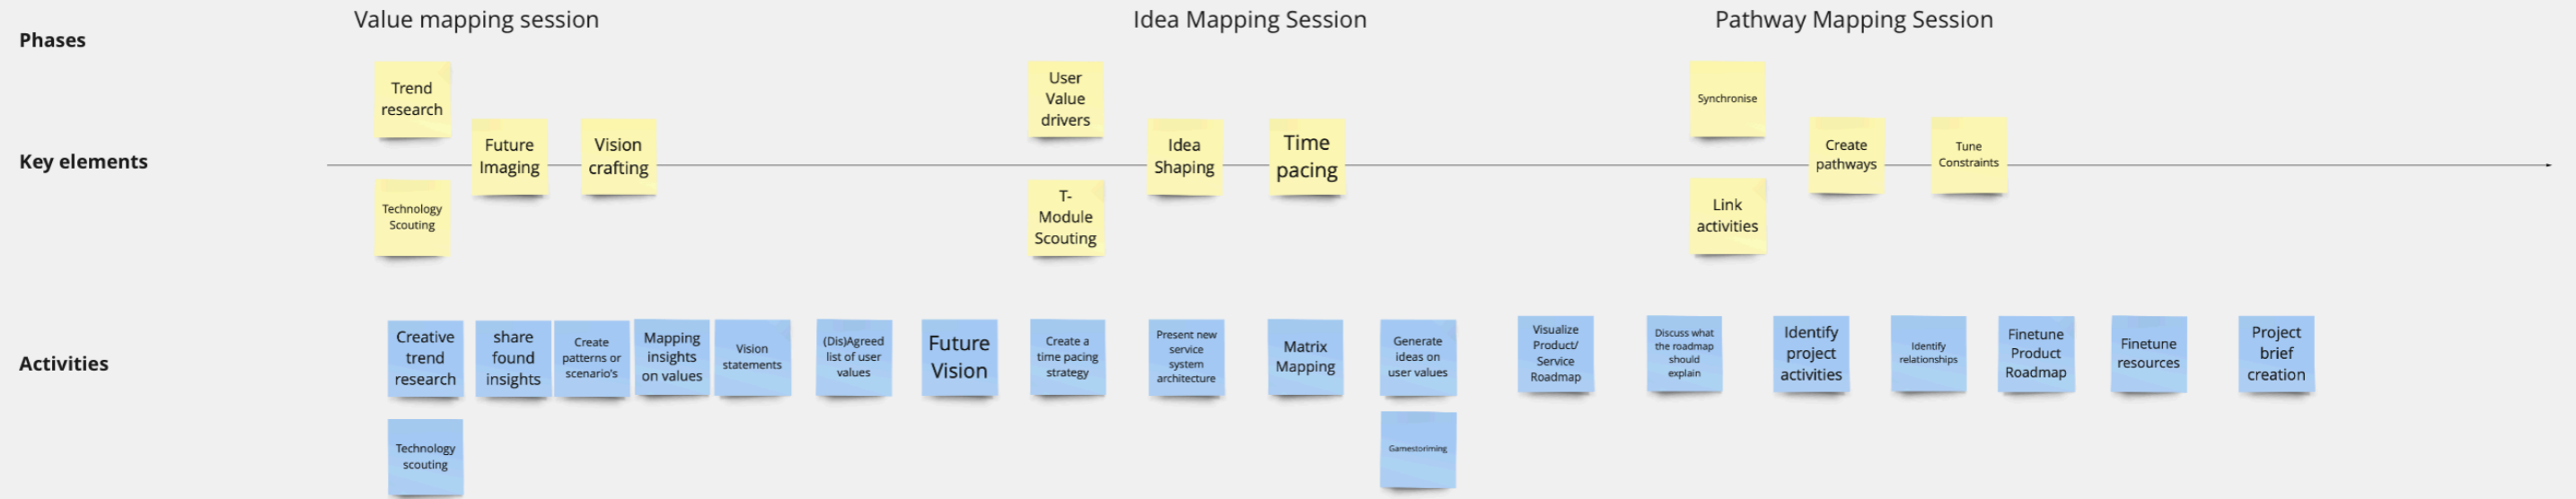 Value mapping session
Idea Mapping Session
Pathway Mapping Session
Phases
Trend
research
User
Value
drivers
Synchronise
Key elements
Future
Imaging
Vision
crafting
Idea
Shaping
Time
pacing
Create
pathways
Tune
Constraints
Technology
Scouting
T-
Module
Scouting
Link
activities
Activities
Creative
trend
research
share
found
insights
Create
patterns or
scenario's
Mapping
insights
on values
Vision
statements
(Dis)Agreed
list of user
values
Future
Vision
Create a
time pacing
strategy
Present new
service
system
architecture
Matrix
Mapping
Generate
ideas on
user values
Visualize
Product/
Service
Roadmap
Discuss what
the roadmap
should
explain
Identify
project
activities
Identify
relationships
Finetune
Product
Roadmap
Finetune
resources
Project
brief
creation
Technology
scouting
Gamestoriming